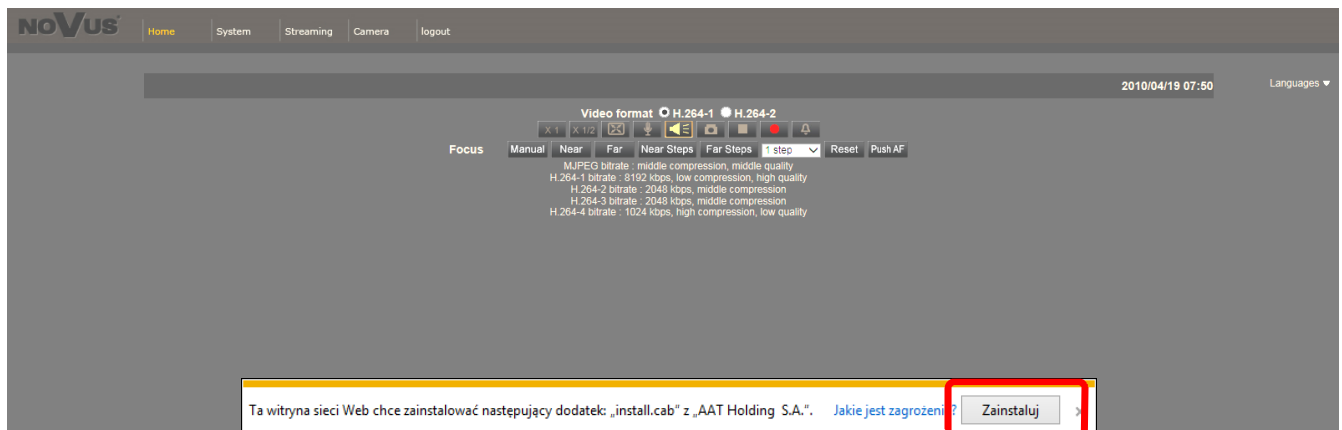 NOVUS
Home System Streaming Camera logout
2010/04/19 07:50 Languages
Video format H.264-1 H.264-2
X 1 X 1/2
Focus Manual Near Far Near Steps Far Steps 1 step Reset Push AF
MJPEG bitrate : middle compression, middle quality
H.264-1 bitrate : 8192 kbps, low compression, high quality
H.264-2 bitrate : 2048 kbps, middle compression
H.264-3 bitrate : 2048 kbps, middle compression
H.264-4 bitrate : 1024 kbps, high compression, low quality
Ta witryna sieci Web chce zainstalować następujący dodatek: „install.cab" z „AAT Holding S.A.". Jakie jest zagrożenie? Zainstaluj ×